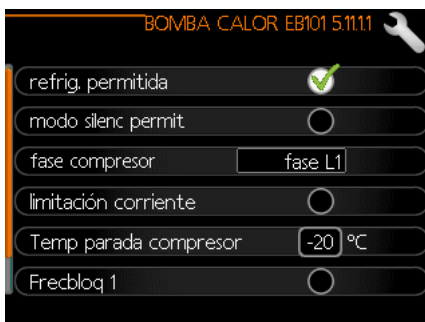 BOMBA CALOR EB101 5.11.1.1
refrig. permitida
modo silenc permit
fase compresor fase L1
limitación corriente
Temp parada compresor -20 °C
Frecbloq 1